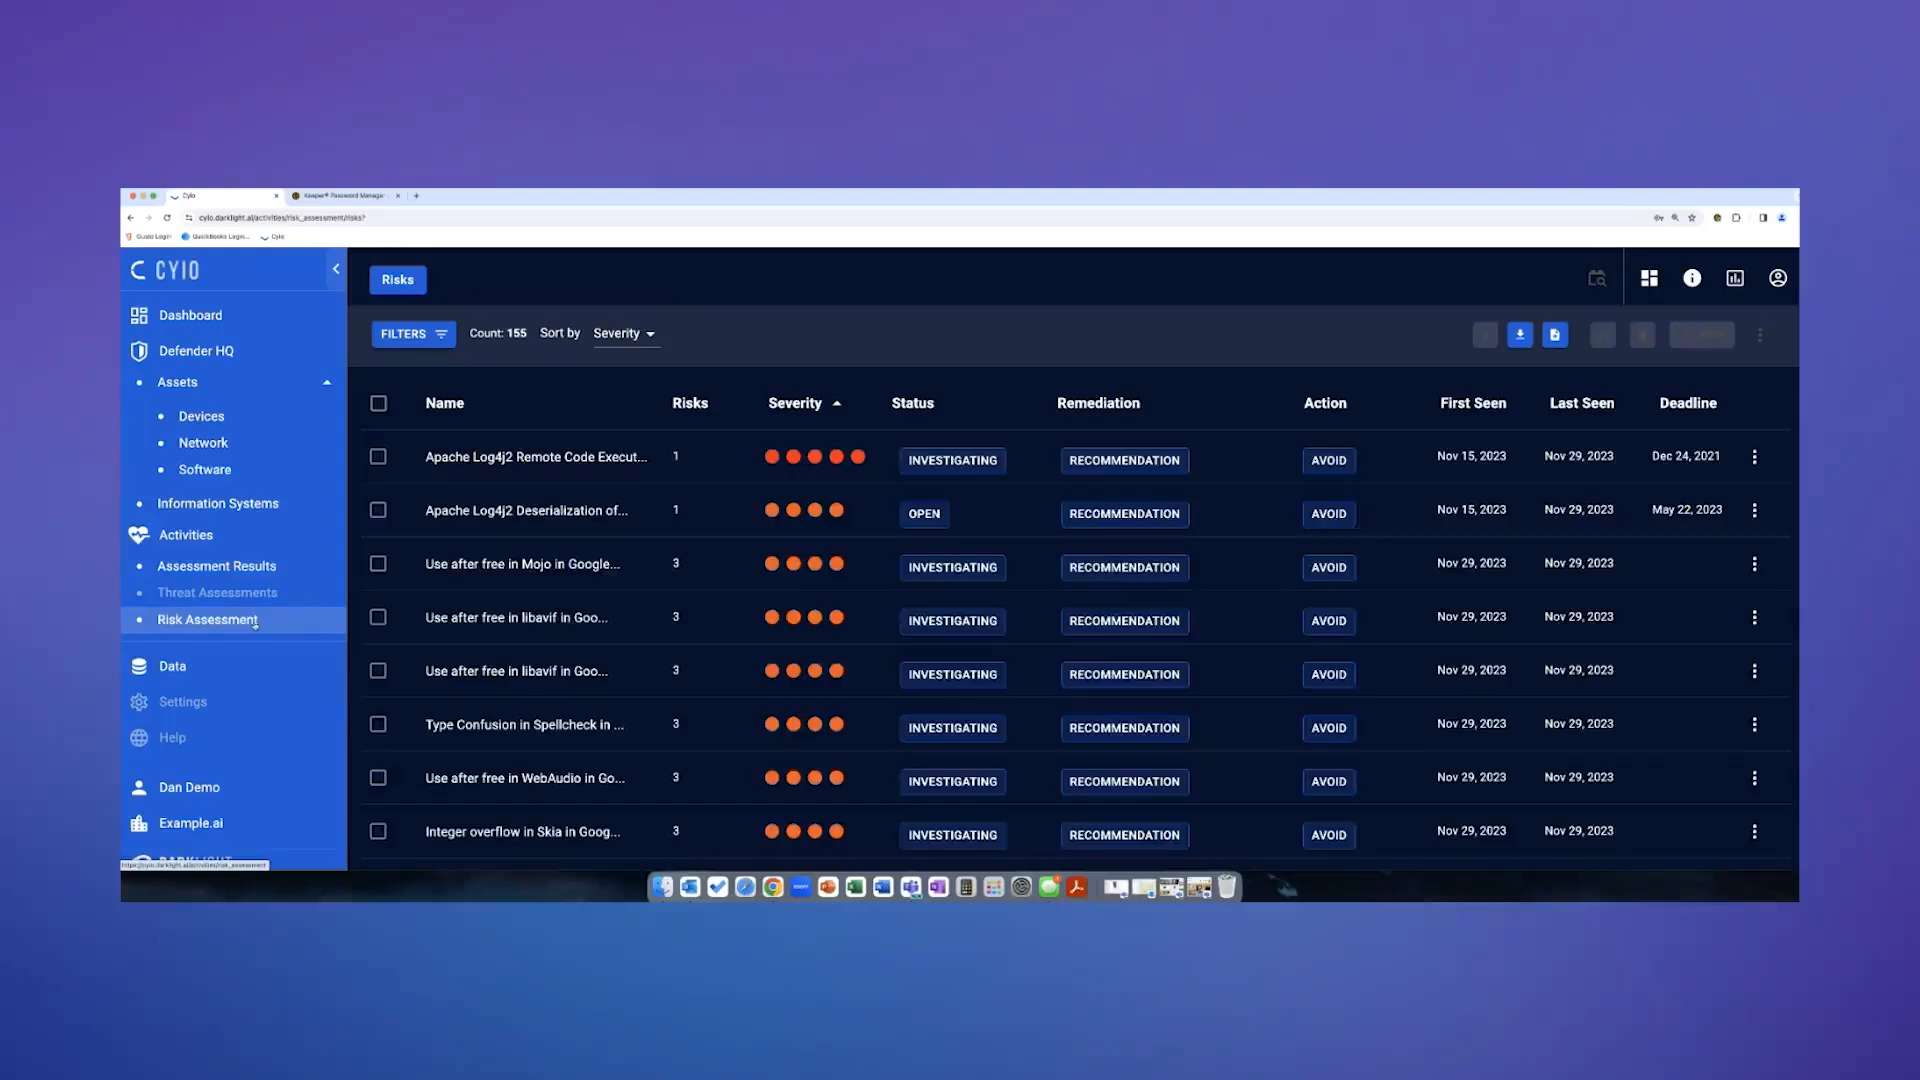 Cyio
Keeper® Password Manager
cyio.darklight.ai/activities/risk_assessment/risks?
Gusto Login
QuickBooks Login...
Cyio
CYIO
Dashboard
Defender HQ
Assets
Devices
Network
Software
Information Systems
Activities
Assessment Results
Threat Assessments
Risk Assessment
Data
Settings
Help
Dan Demo
Example.ai
https://cyio.darklight.ai/activities/risk_assessment
Risks
FILTERS Count: 155 Sort by Severity
Name Risks Severity Status Remediation Action First Seen Last Seen Deadline
Apache Log4j2 Remote Code Execut... 1 INVESTIGATING RECOMMENDATION AVOID Nov 15, 2023 Nov 29, 2023 Dec 24, 2021
Apache Log4j2 Deserialization of... 1 OPEN RECOMMENDATION AVOID Nov 15, 2023 Nov 29, 2023 May 22, 2023
Use after free in Mojo in Google... 3 INVESTIGATING RECOMMENDATION AVOID Nov 29, 2023 Nov 29, 2023
Use after free in libavif in Goo... 3 INVESTIGATING RECOMMENDATION AVOID Nov 29, 2023 Nov 29, 2023
Use after free in libavif in Goo... 3 INVESTIGATING RECOMMENDATION AVOID Nov 29, 2023 Nov 29, 2023
Type Confusion in Spellcheck in ... 3 INVESTIGATING RECOMMENDATION AVOID Nov 29, 2023 Nov 29, 2023
Use after free in WebAudio in Go... 3 INVESTIGATING RECOMMENDATION AVOID Nov 29, 2023 Nov 29, 2023
Integer overflow in Skia in Goog... 3 INVESTIGATING RECOMMENDATION AVOID Nov 29, 2023 Nov 29, 2023